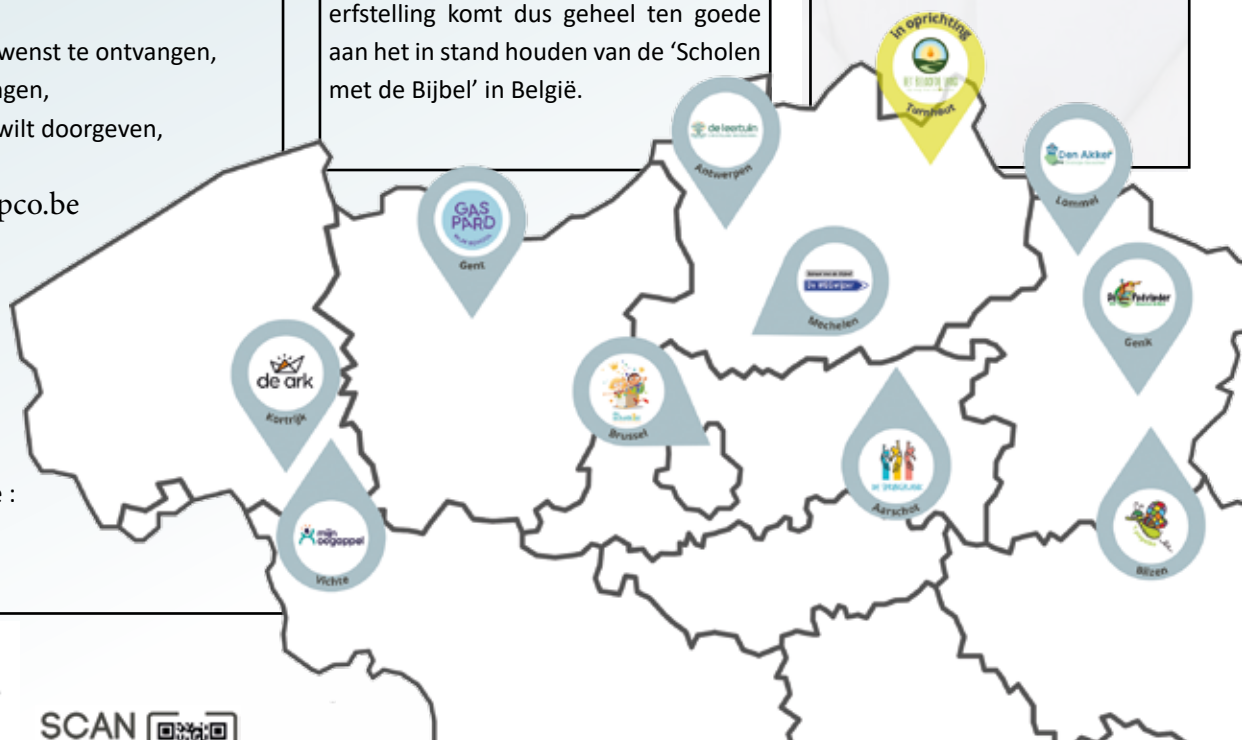 wenst te ontvangen,
ngen,
wilt doorgeven,
pco.be
e :
erfstelling komt dus geheel ten goede
aan het in stand houden van de ‘Scholen
met de Bijbel’ in België.
in oprichting
Turnhout
de leertuin
Antwerpen
Den Akker
Lommel
GAS
PARD
Gent
De Wegwijzer
Mechelen
Genk
de ark
Kortrijk
Brussel
Aarschot
mijn
oogappel
Vichte
Bilzen
SCAN